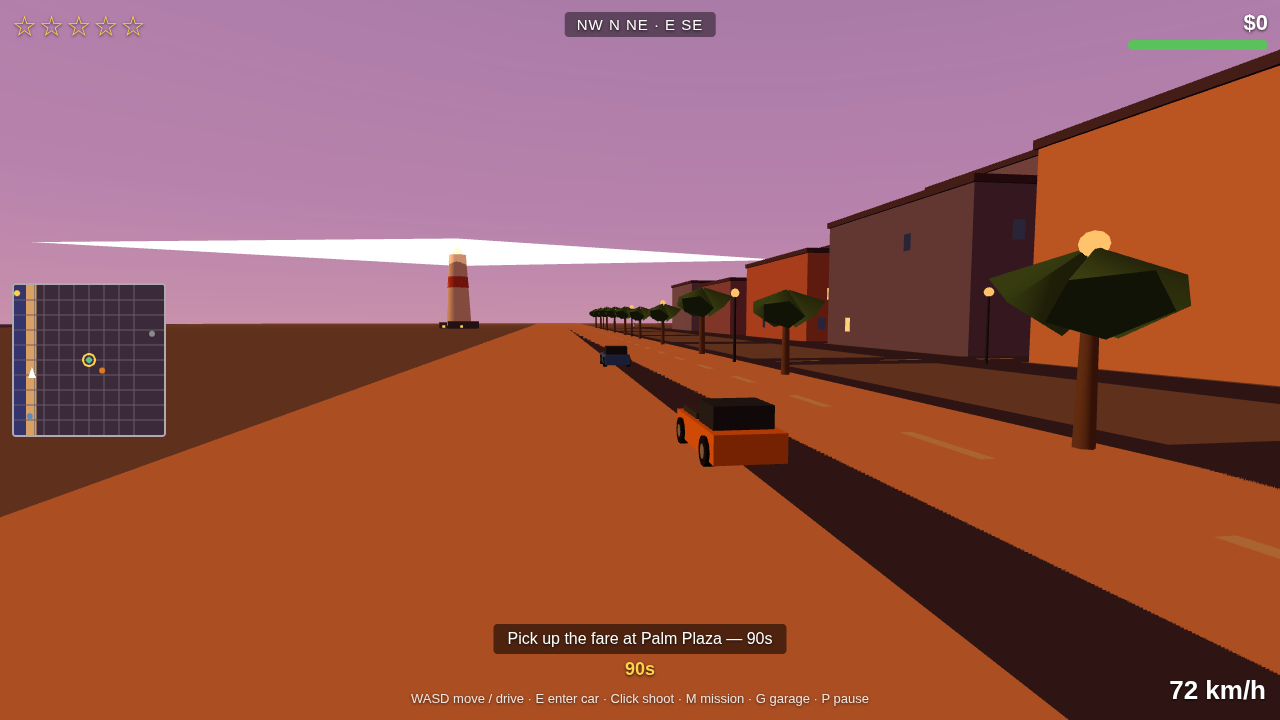 NW N NE · E SE
$0
Pick up the fare at Palm Plaza — 90s
90s
WASD move / drive · E enter car · Click shoot · M mission · G garage · P pause
72 km/h